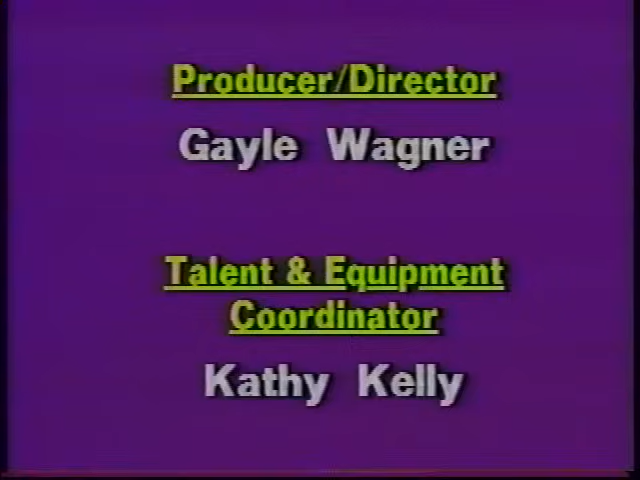 Producer/Director
Gayle Wagner
Talent & Equipment
Coordinator
Kathy Kelly